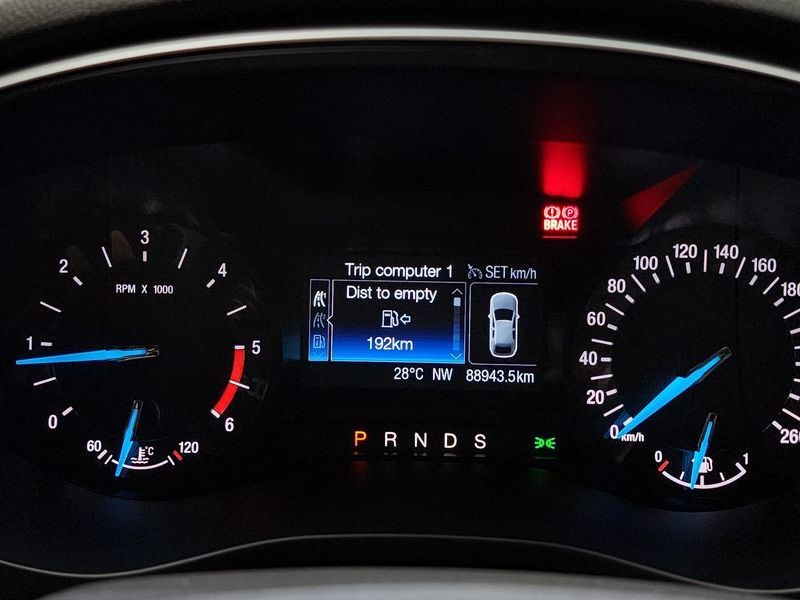 BRAKE
P
Trip computer 1
SET km/h
Dist to empty
192km
28°C NW 88943.5km
P R N D S
RPM X 1000
0 1 2 3 4 5 6
60 °C 120
0 20 40 60 80 100 120 140 160 180 260
km/h
0 1